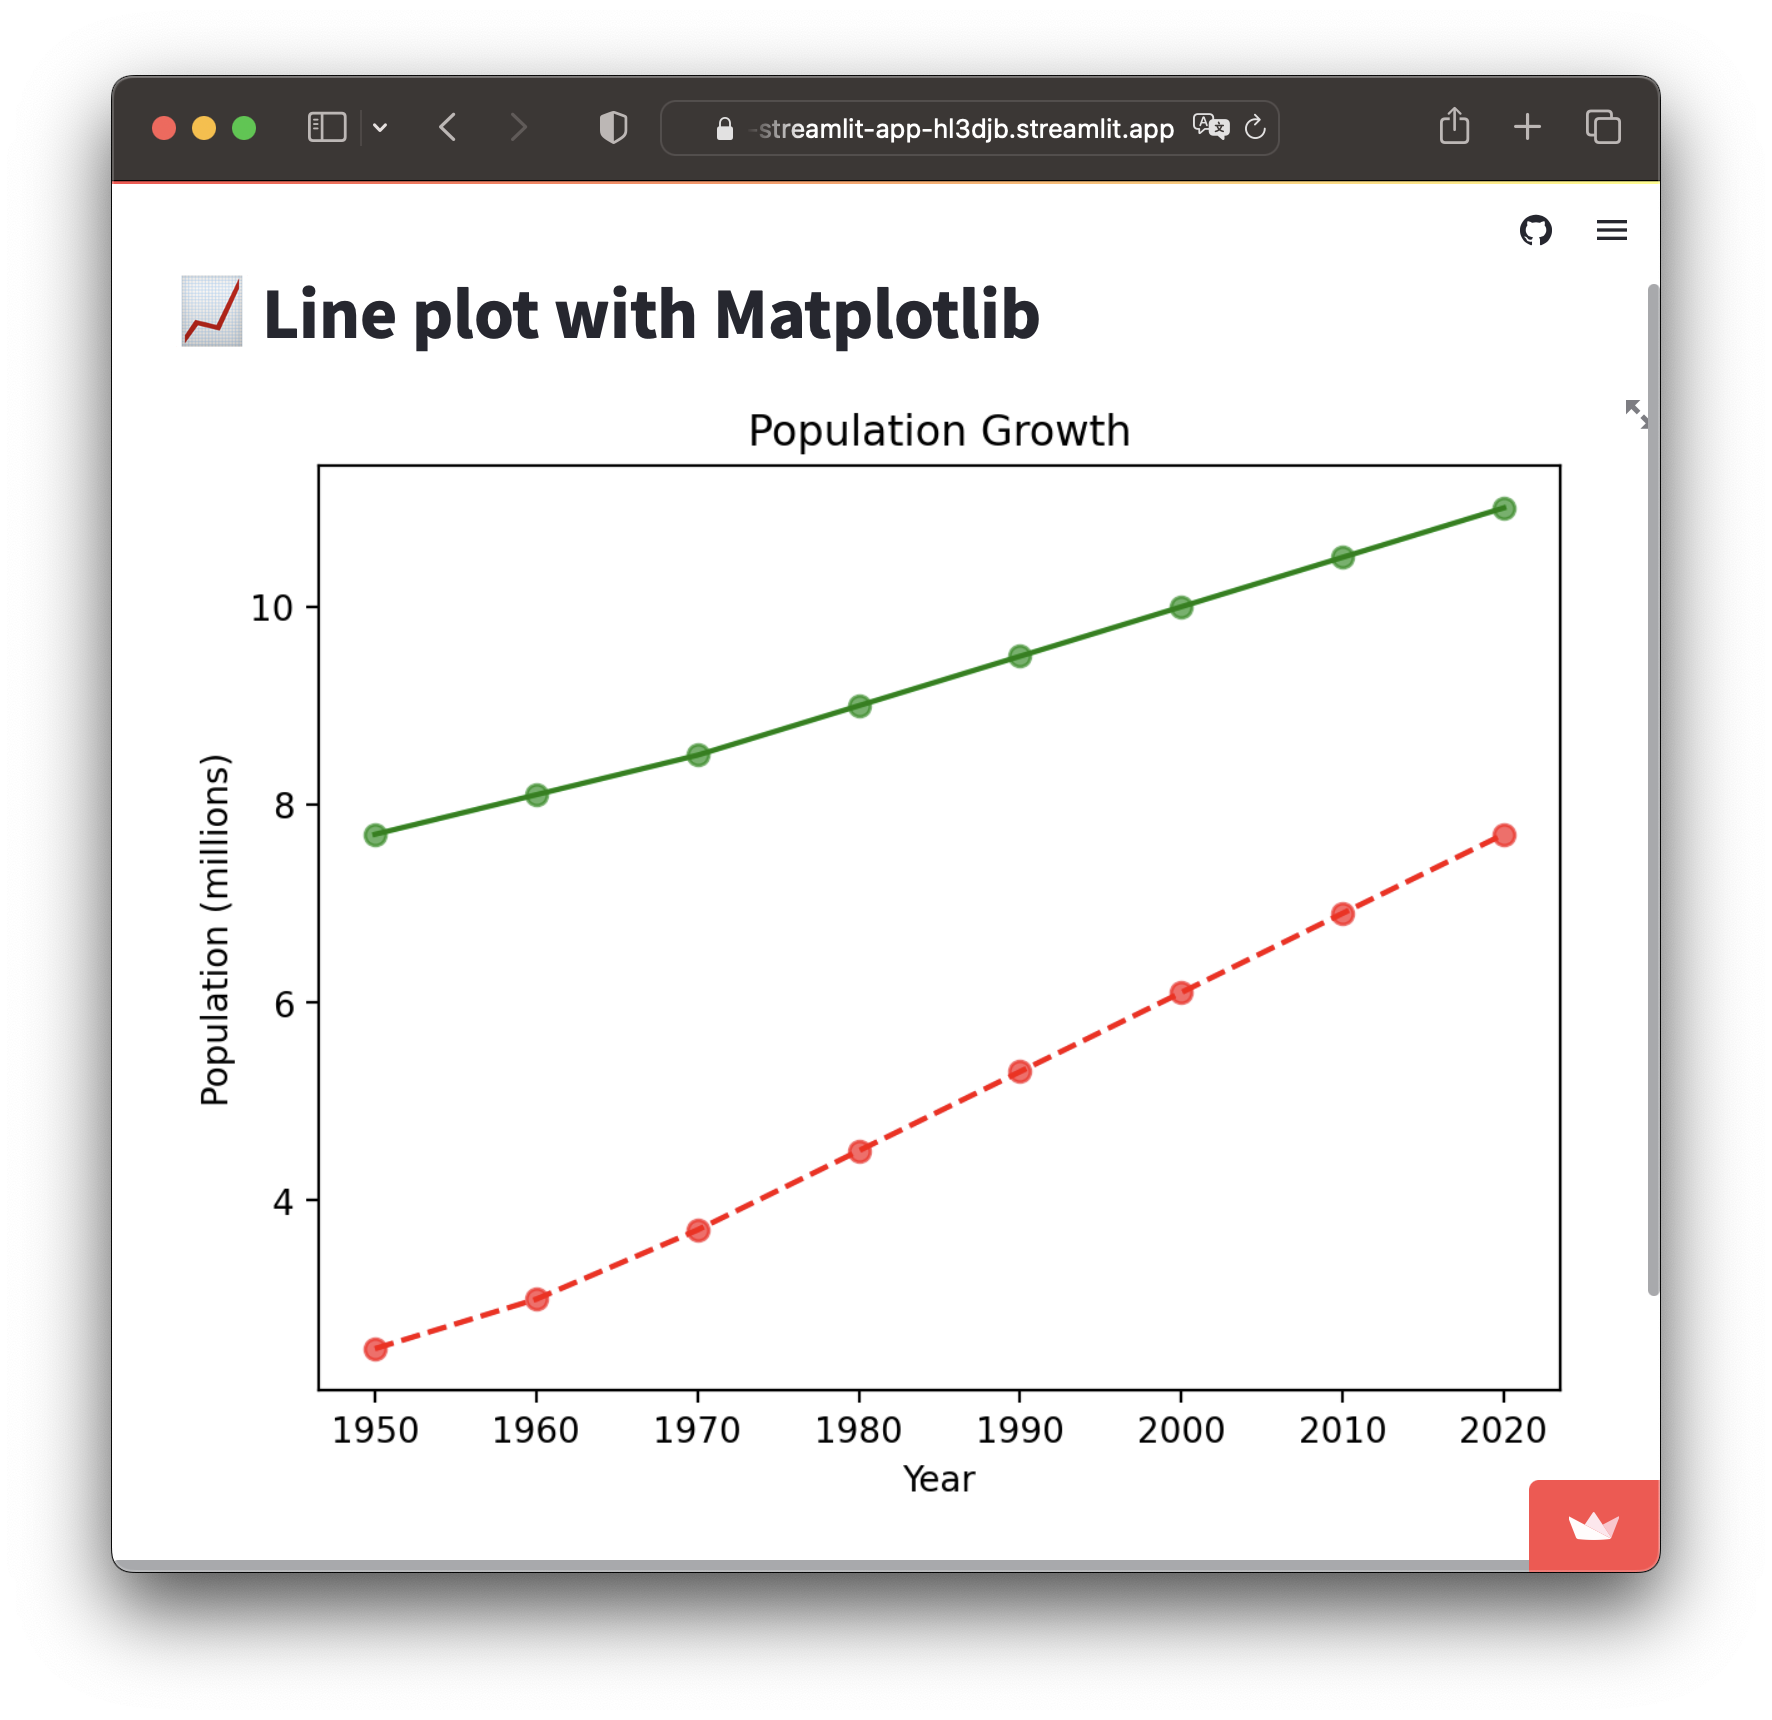 -streamlit-app-hl3djb.streamlit.app
Line plot with Matplotlib
Population Growth
10
8
6
4
Population (millions)
1950 1960 1970 1980 1990 2000 2010 2020
Year